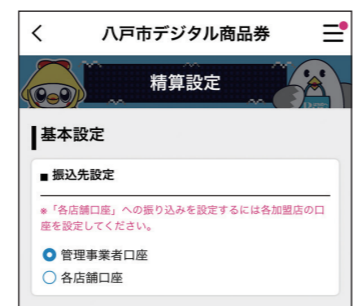 八戸市デジタル商品券
精算設定
基本設定
■ 振込先設定
※「各店舗口座」への振り込みを設定するには各加盟店の口
座を設定してください。
管理事業者口座
各店舗口座